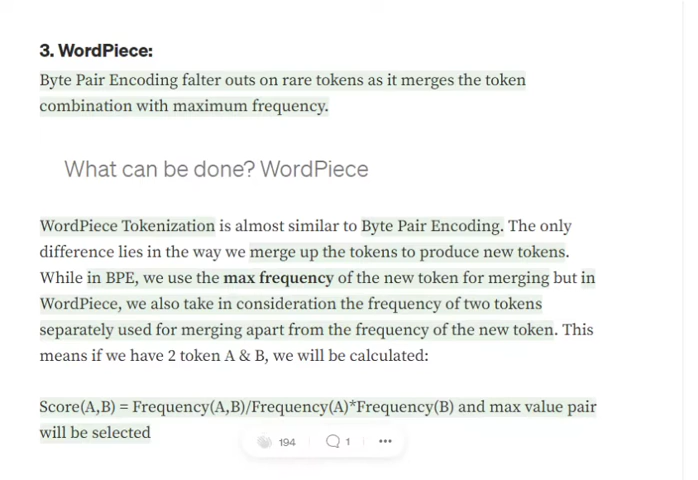 3. WordPiece:
Byte Pair Encoding falter outs on rare tokens as it merges the token
combination with maximum frequency.
What can be done? WordPiece
WordPiece Tokenization is almost similar to Byte Pair Encoding. The only
difference lies in the way we merge up the tokens to produce new tokens.
While in BPE, we use the max frequency of the new token for merging but in
WordPiece, we also take in consideration the frequency of two tokens
separately used for merging apart from the frequency of the new token. This
means if we have 2 token A & B, we will be calculated:
Score(A,B) = Frequency(A,B)/Frequency(A)*Frequency(B) and max value pair
will be selected
194 1